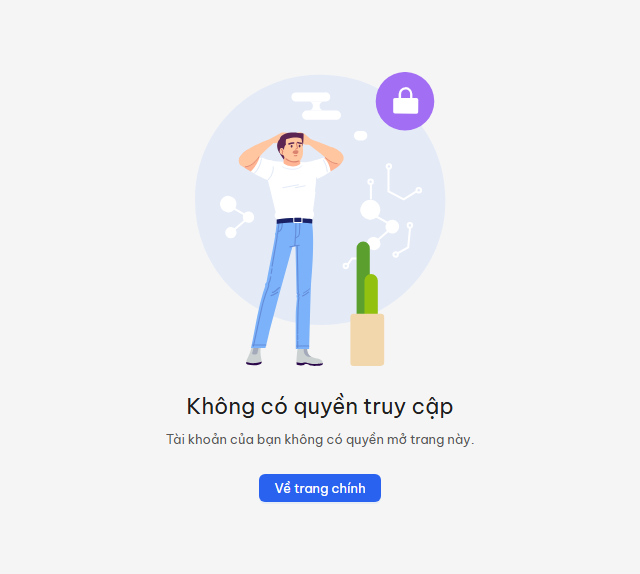 Không có quyền truy cập
Tài khoản của bạn không có quyền mở trang này.
Về trang chính